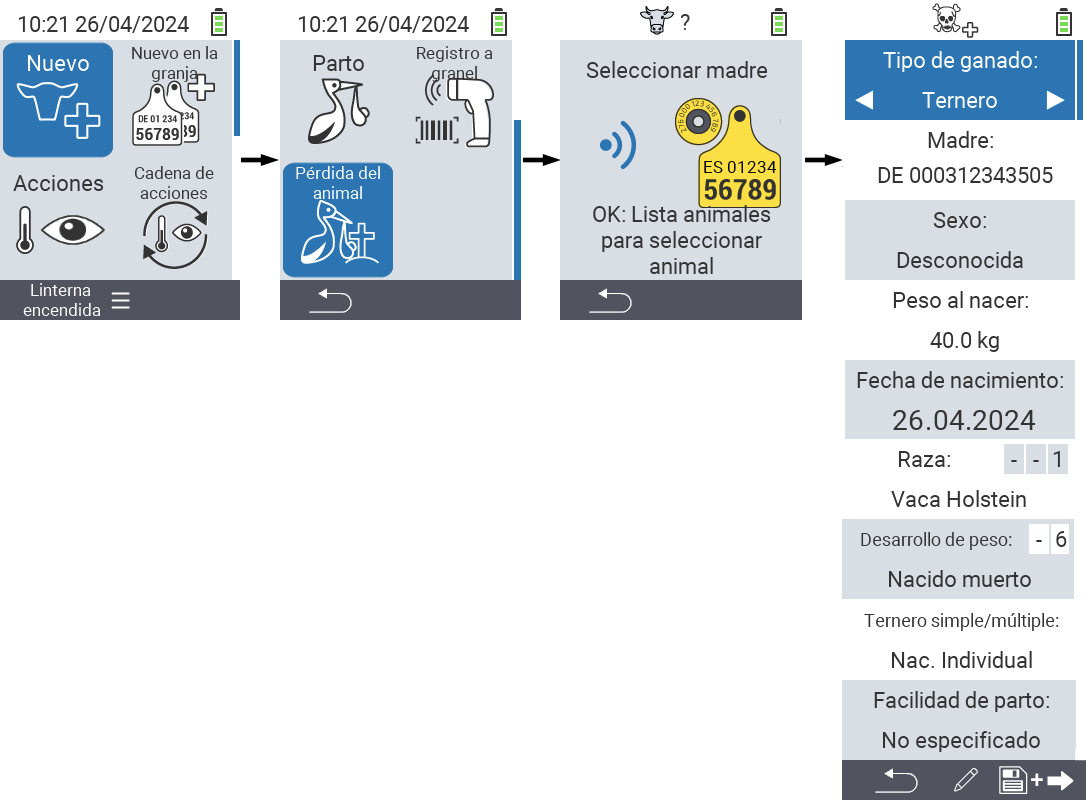 10:21 26/04/2024
Nuevo
Nuevo en la
granja
DE 01 234
56789
234
89
Acciones
Cadena de
acciones
Linterna
encendida
10:21 26/04/2024
Parto
Registro a
granel
Pérdida del
animal
?
Seleccionar madre
276 000 123 456 789
ES 01234
56789
OK: Lista animales
para seleccionar
animal
Tipo de ganado:
Ternero
Madre:
DE 000312343505
Sexo:
Desconocida
Peso al nacer:
40.0 kg
Fecha de nacimiento:
26.04.2024
Raza: - - 1
Vaca Holstein
Desarrollo de peso: - 6
Nacido muerto
Ternero simple/múltiple:
Nac. Individual
Facilidad de parto:
No especificado
+